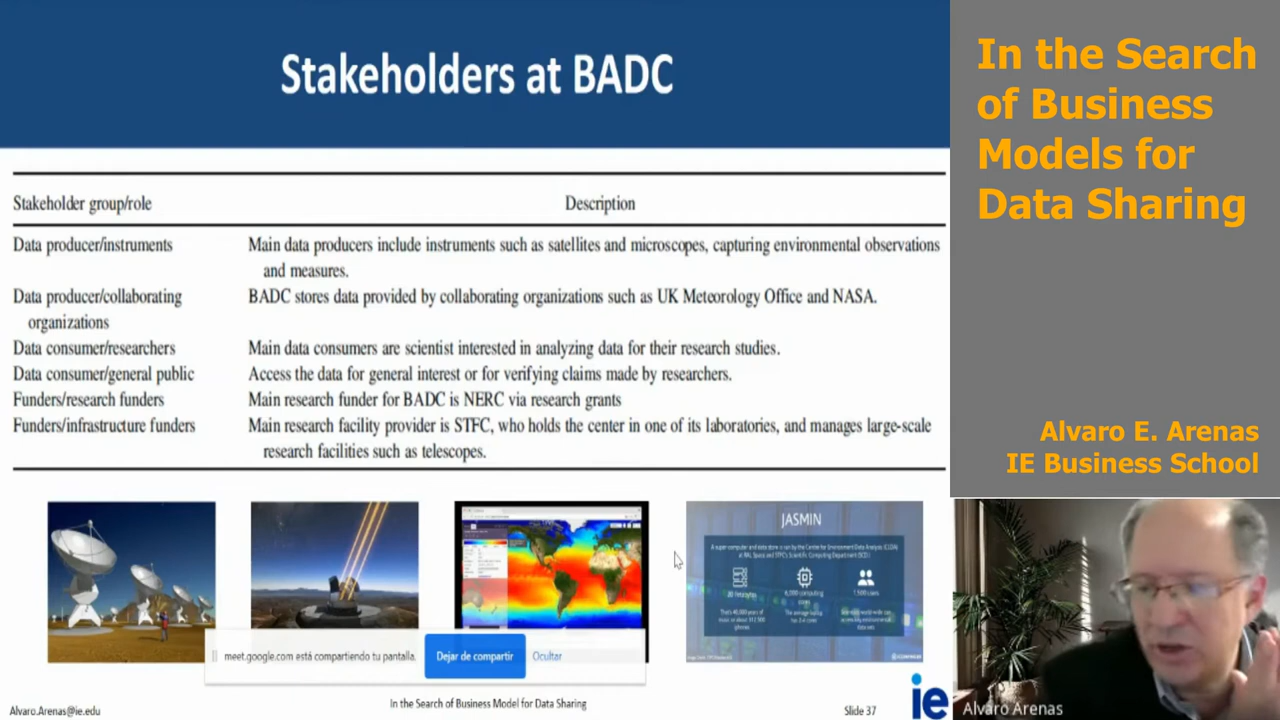 Stakeholders at BADC
Stakeholder group/role Description
Data producer/instruments Main data producers include instruments such as satellites and microscopes, capturing environmental observations
and measures.
Data producer/collaborating BADC stores data provided by collaborating organizations such as UK Meteorology Office and NASA.
organizations
Data consumer/researchers Main data consumers are scientist interested in analyzing data for their research studies.
Data consumer/general public Access the data for general interest or for verifying claims made by researchers.
Funders/research funders Main research funder for BADC is NERC via research grants
Funders/infrastructure funders Main research facility provider is STFC, who holds the center in one of its laboratories, and manages large-scale
research facilities such as telescopes.
JASMIN
meet.google.com está compartiendo tu pantalla.
Dejar de compartir
Ocultar
Alvaro.Arenas@ie.edu
In the Search of Business Model for Data Sharing
Slide 37
ie
In the Search
of Business
Models for
Data Sharing
Alvaro E. Arenas
IE Business School
Alvaro Arenas